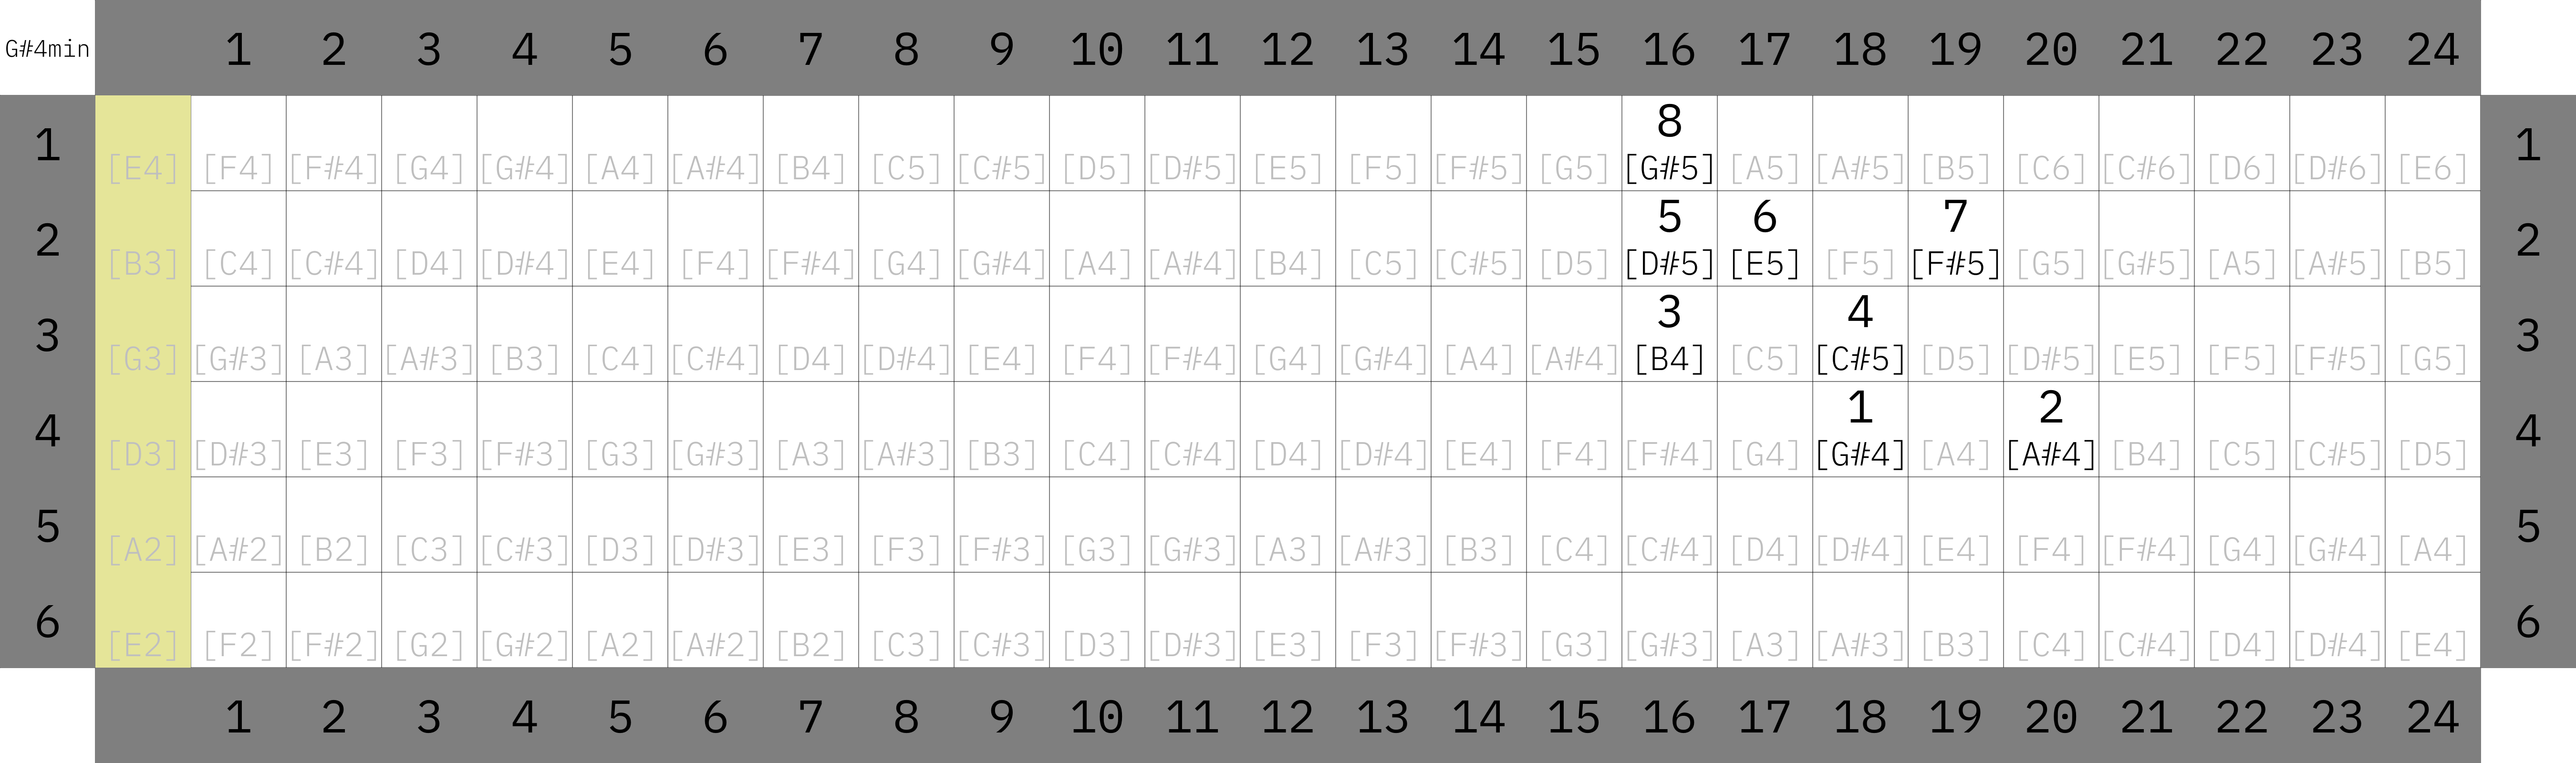 G#4min 1 2 3 4 5 6 7 8 9 10 11 12 13 14 15 16 17 18 19 20 21 22 23 24
8
1 [E4] [F4] [F#4] [G4] [G#4] [A4] [A#4] [B4] [C5] [C#5] [D5] [D#5] [E5] [F5] [F#5] [G5] [G#5] [A5] [A#5] [B5] [C6] [C#6] [D6] [D#6] [E6] 1
5 6 7
2 [B3] [C4] [C#4] [D4] [D#4] [E4] [F4] [F#4] [G4] [G#4] [A4] [A#4] [B4] [C5] [C#5] [D5] [D#5] [E5] [F5] [F#5] [G5] [G#5] [A5] [A#5] [B5] 2
3 4
3 [G3] [G#3] [A3] [A#3] [B3] [C4] [C#4] [D4] [D#4] [E4] [F4] [F#4] [G4] [G#4] [A4] [A#4] [B4] [C5] [C#5] [D5] [D#5] [E5] [F5] [F#5] [G5] 3
1 2
4 [D3] [D#3] [E3] [F3] [F#3] [G3] [G#3] [A3] [A#3] [B3] [C4] [C#4] [D4] [D#4] [E4] [F4] [F#4] [G4] [G#4] [A4] [A#4] [B4] [C5] [C#5] [D5] 4
5 [A2] [A#2] [B2] [C3] [C#3] [D3] [D#3] [E3] [F3] [F#3] [G3] [G#3] [A3] [A#3] [B3] [C4] [C#4] [D4] [D#4] [E4] [F4] [F#4] [G4] [G#4] [A4] 5
6 [E2] [F2] [F#2] [G2] [G#2] [A2] [A#2] [B2] [C3] [C#3] [D3] [D#3] [E3] [F3] [F#3] [G3] [G#3] [A3] [A#3] [B3] [C4] [C#4] [D4] [D#4] [E4] 6
1 2 3 4 5 6 7 8 9 10 11 12 13 14 15 16 17 18 19 20 21 22 23 24